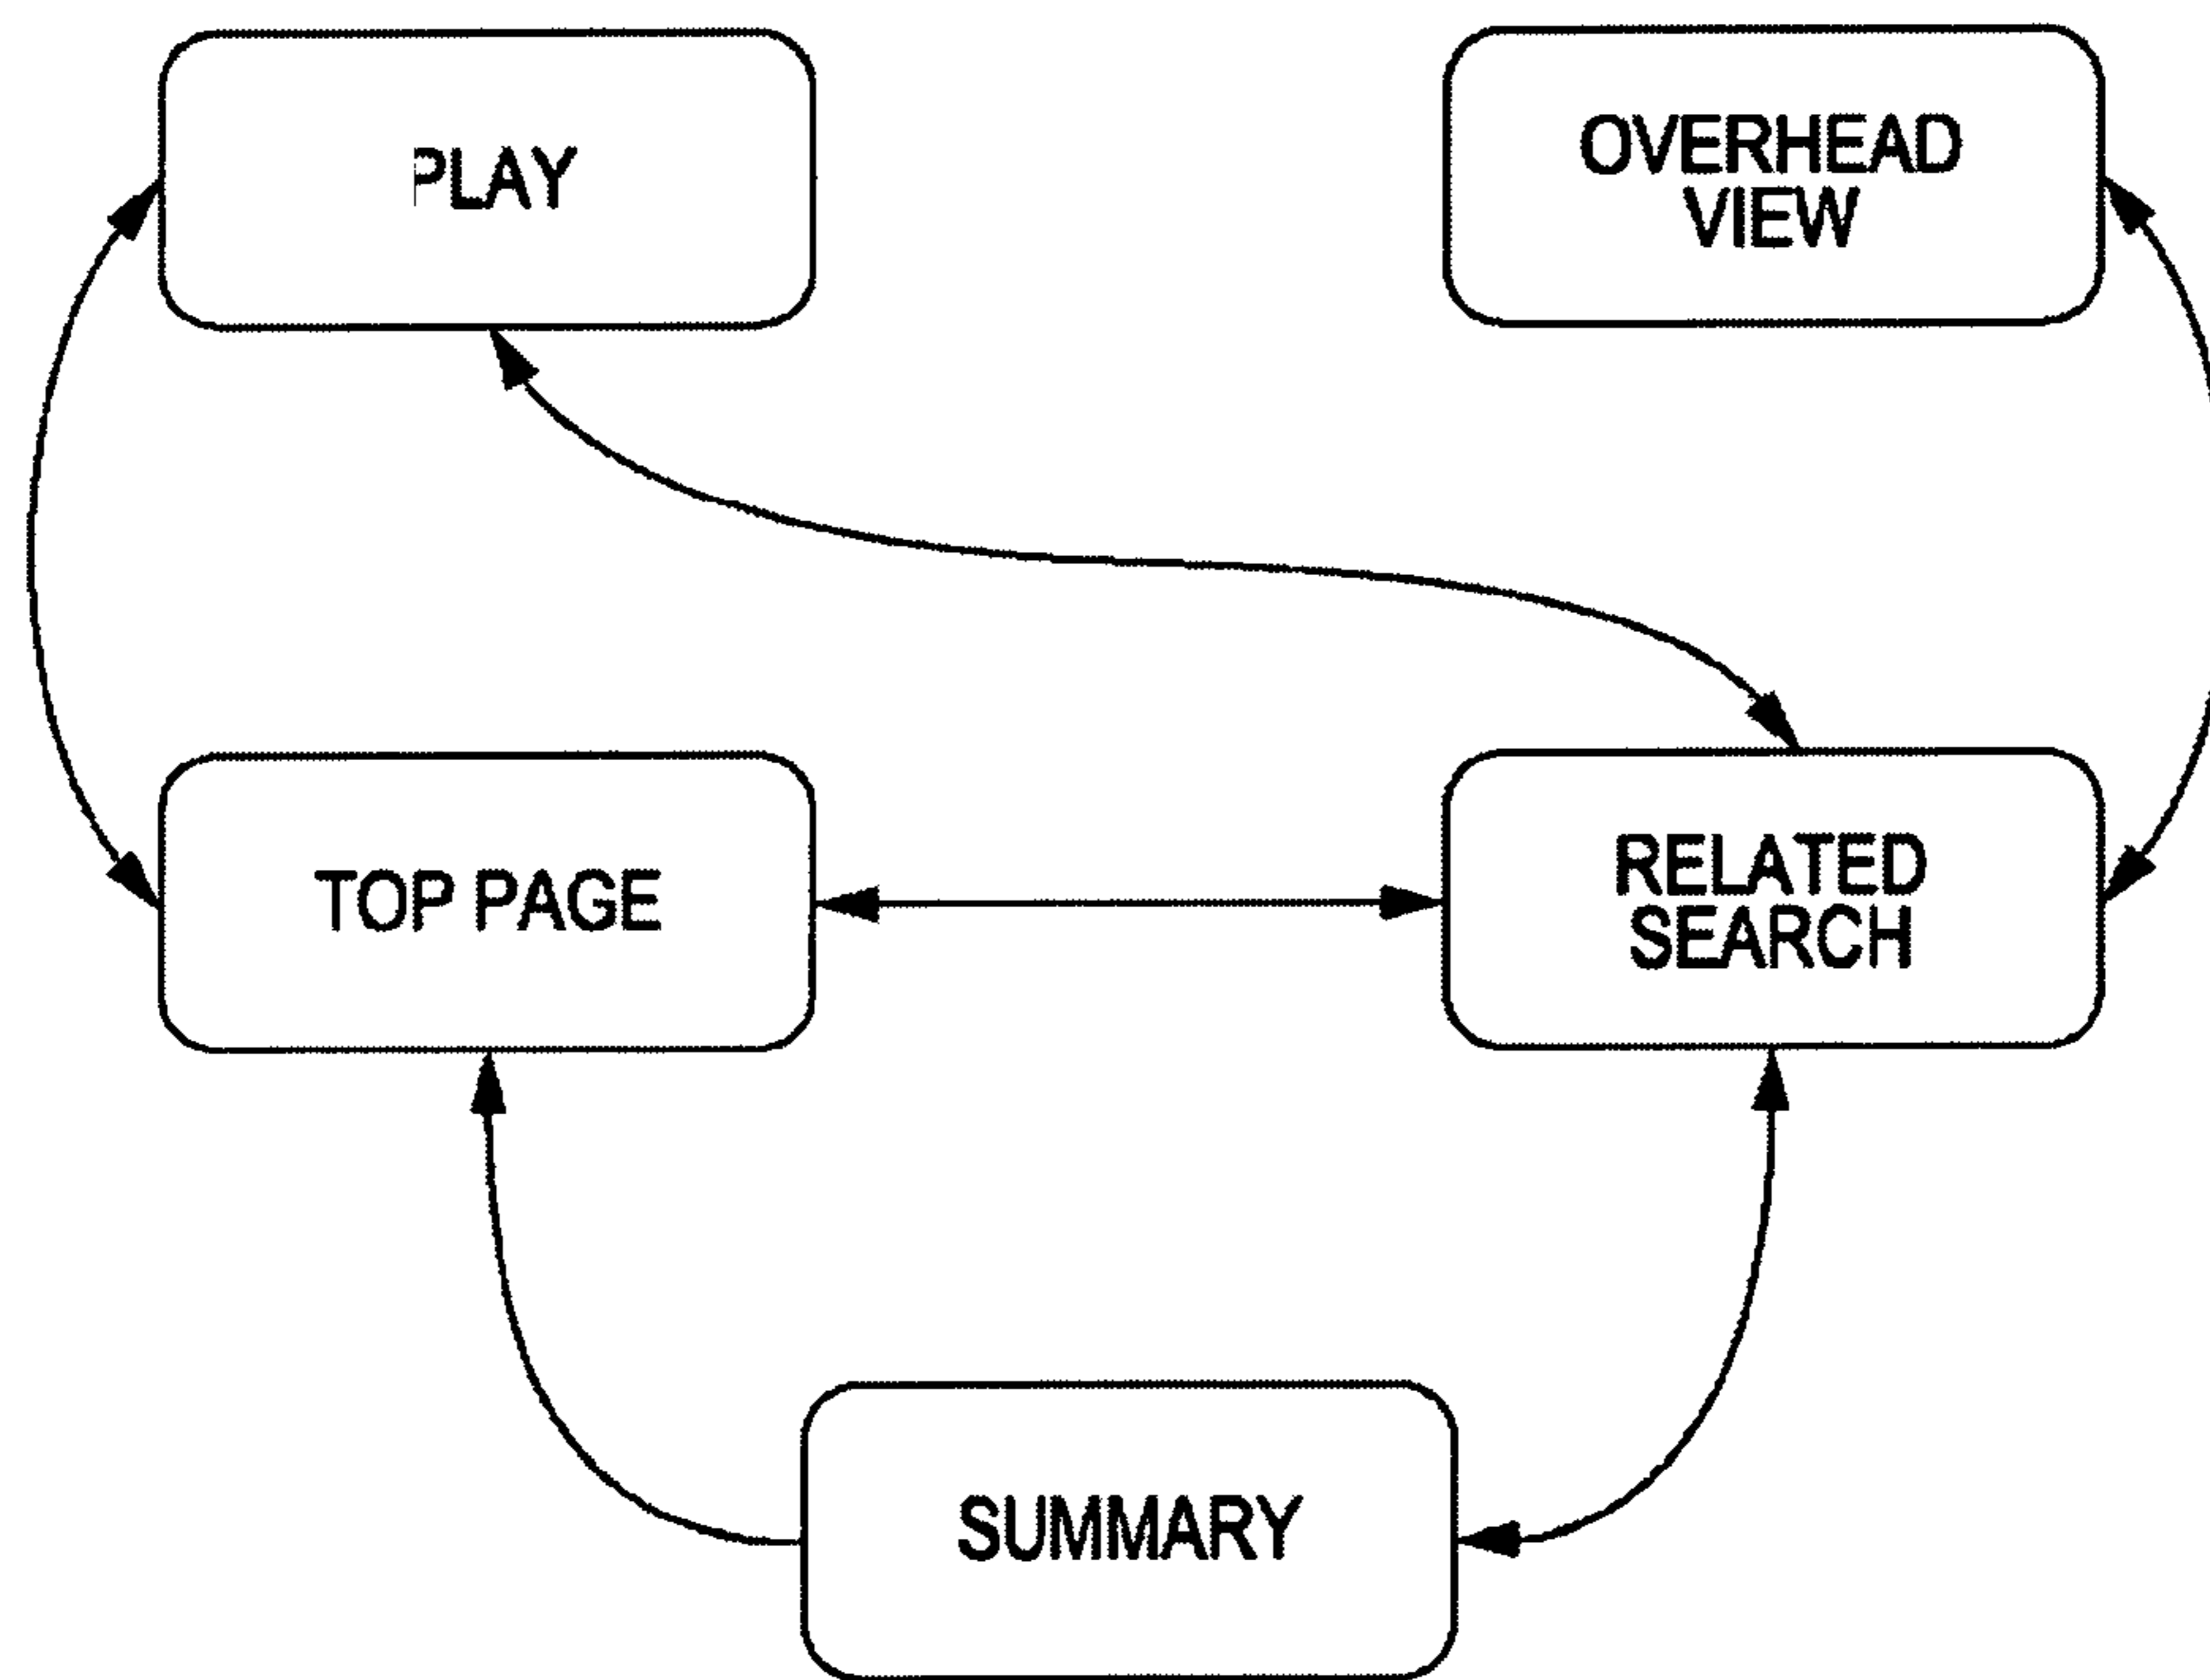 PLAY
OVERHEAD
VIEW
TOP PAGE
RELATED
SEARCH
SUMMARY